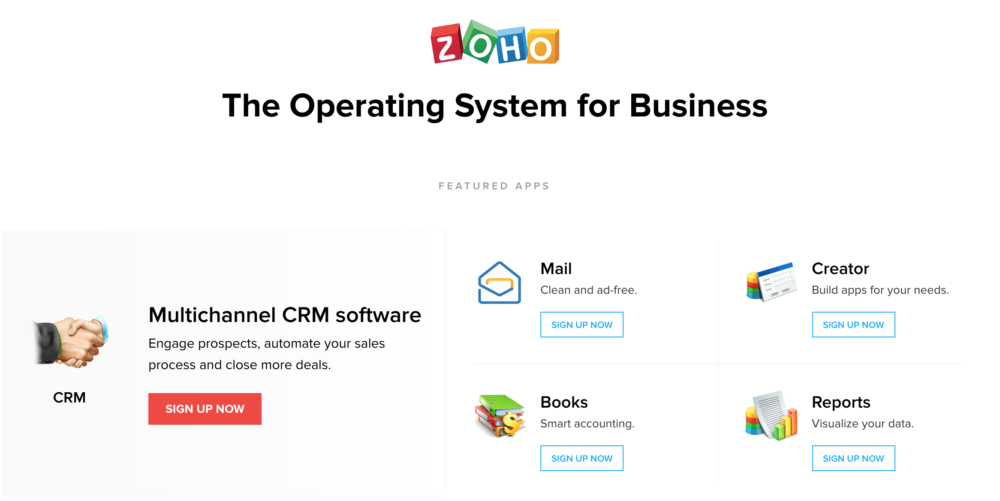 ZOHO
The Operating System for Business
FEATURED APPS
CRM
Multichannel CRM software
Engage prospects, automate your sales
process and close more deals.
SIGN UP NOW
Mail
Clean and ad-free.
SIGN UP NOW
Name
Phone
Email
Creator
Build apps for your needs.
SIGN UP NOW
Books
Smart accounting.
SIGN UP NOW
Reports
Visualize your data.
SIGN UP NOW